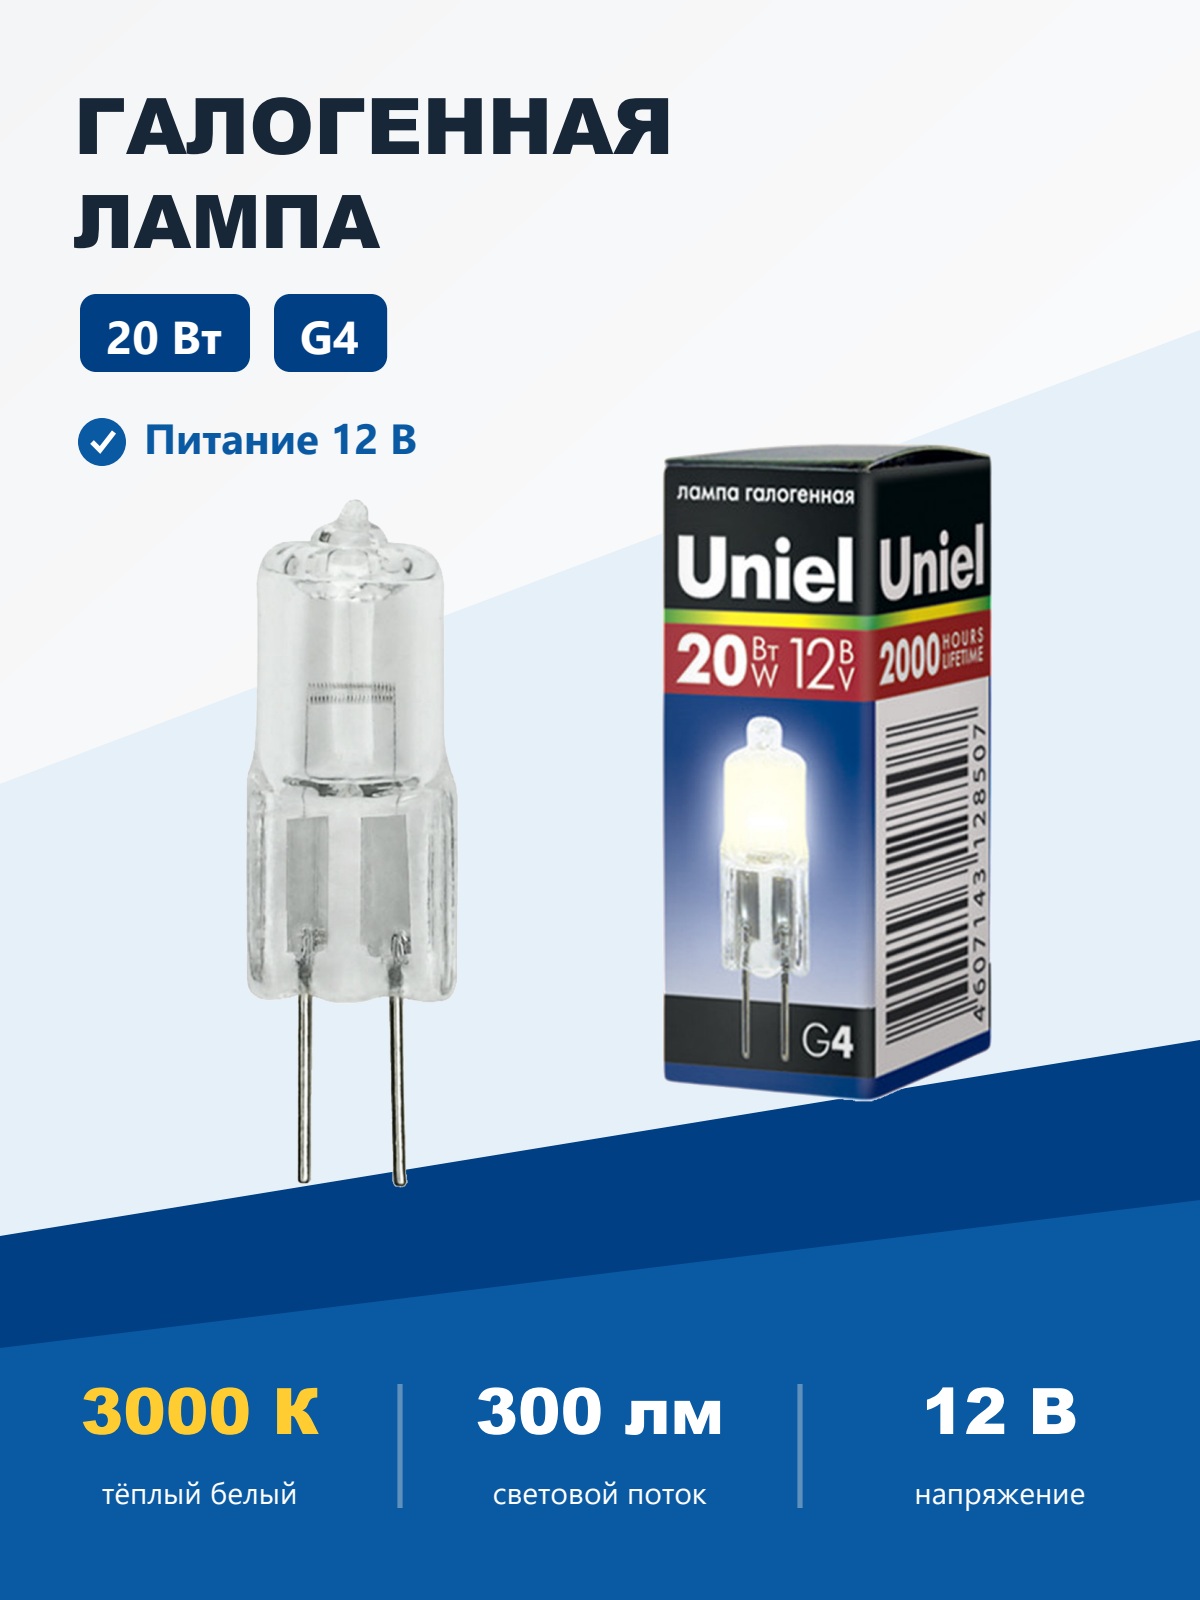 ГАЛОГЕННАЯ
ЛАМПА
20 Вт
G4
Питание 12 В
лампа галогенная
Uniel
20 Вт W 12 В V
G4
Uniel
2000 HOURS LIFETIME
4607143128507
3000 К
тёплый белый
300 лм
световой поток
12 В
напряжение